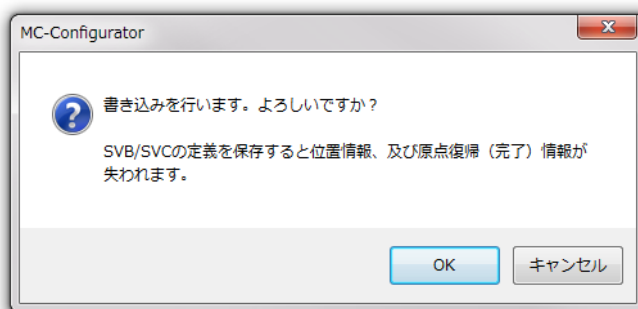 MC-Configurator
書き込みを行います。よろしいですか？
SVB/SVCの定義を保存すると位置情報、及び原点復帰（完了）情報が
失われます。
OK
キャンセル